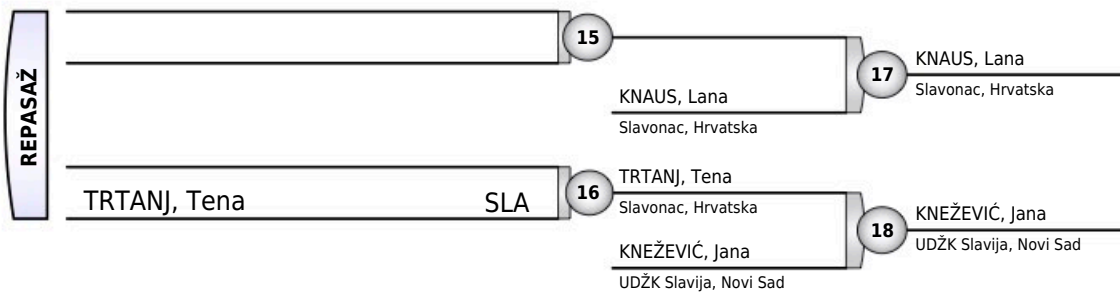 REPASAŽ
15
KNAUS, Lana
Slavonac, Hrvatska
17
KNAUS, Lana
Slavonac, Hrvatska
TRTANJ, Tena SLA
16
TRTANJ, Tena
Slavonac, Hrvatska
KNEŽEVIĆ, Jana
UDŽK Slavija, Novi Sad
18
KNEŽEVIĆ, Jana
UDŽK Slavija, Novi Sad